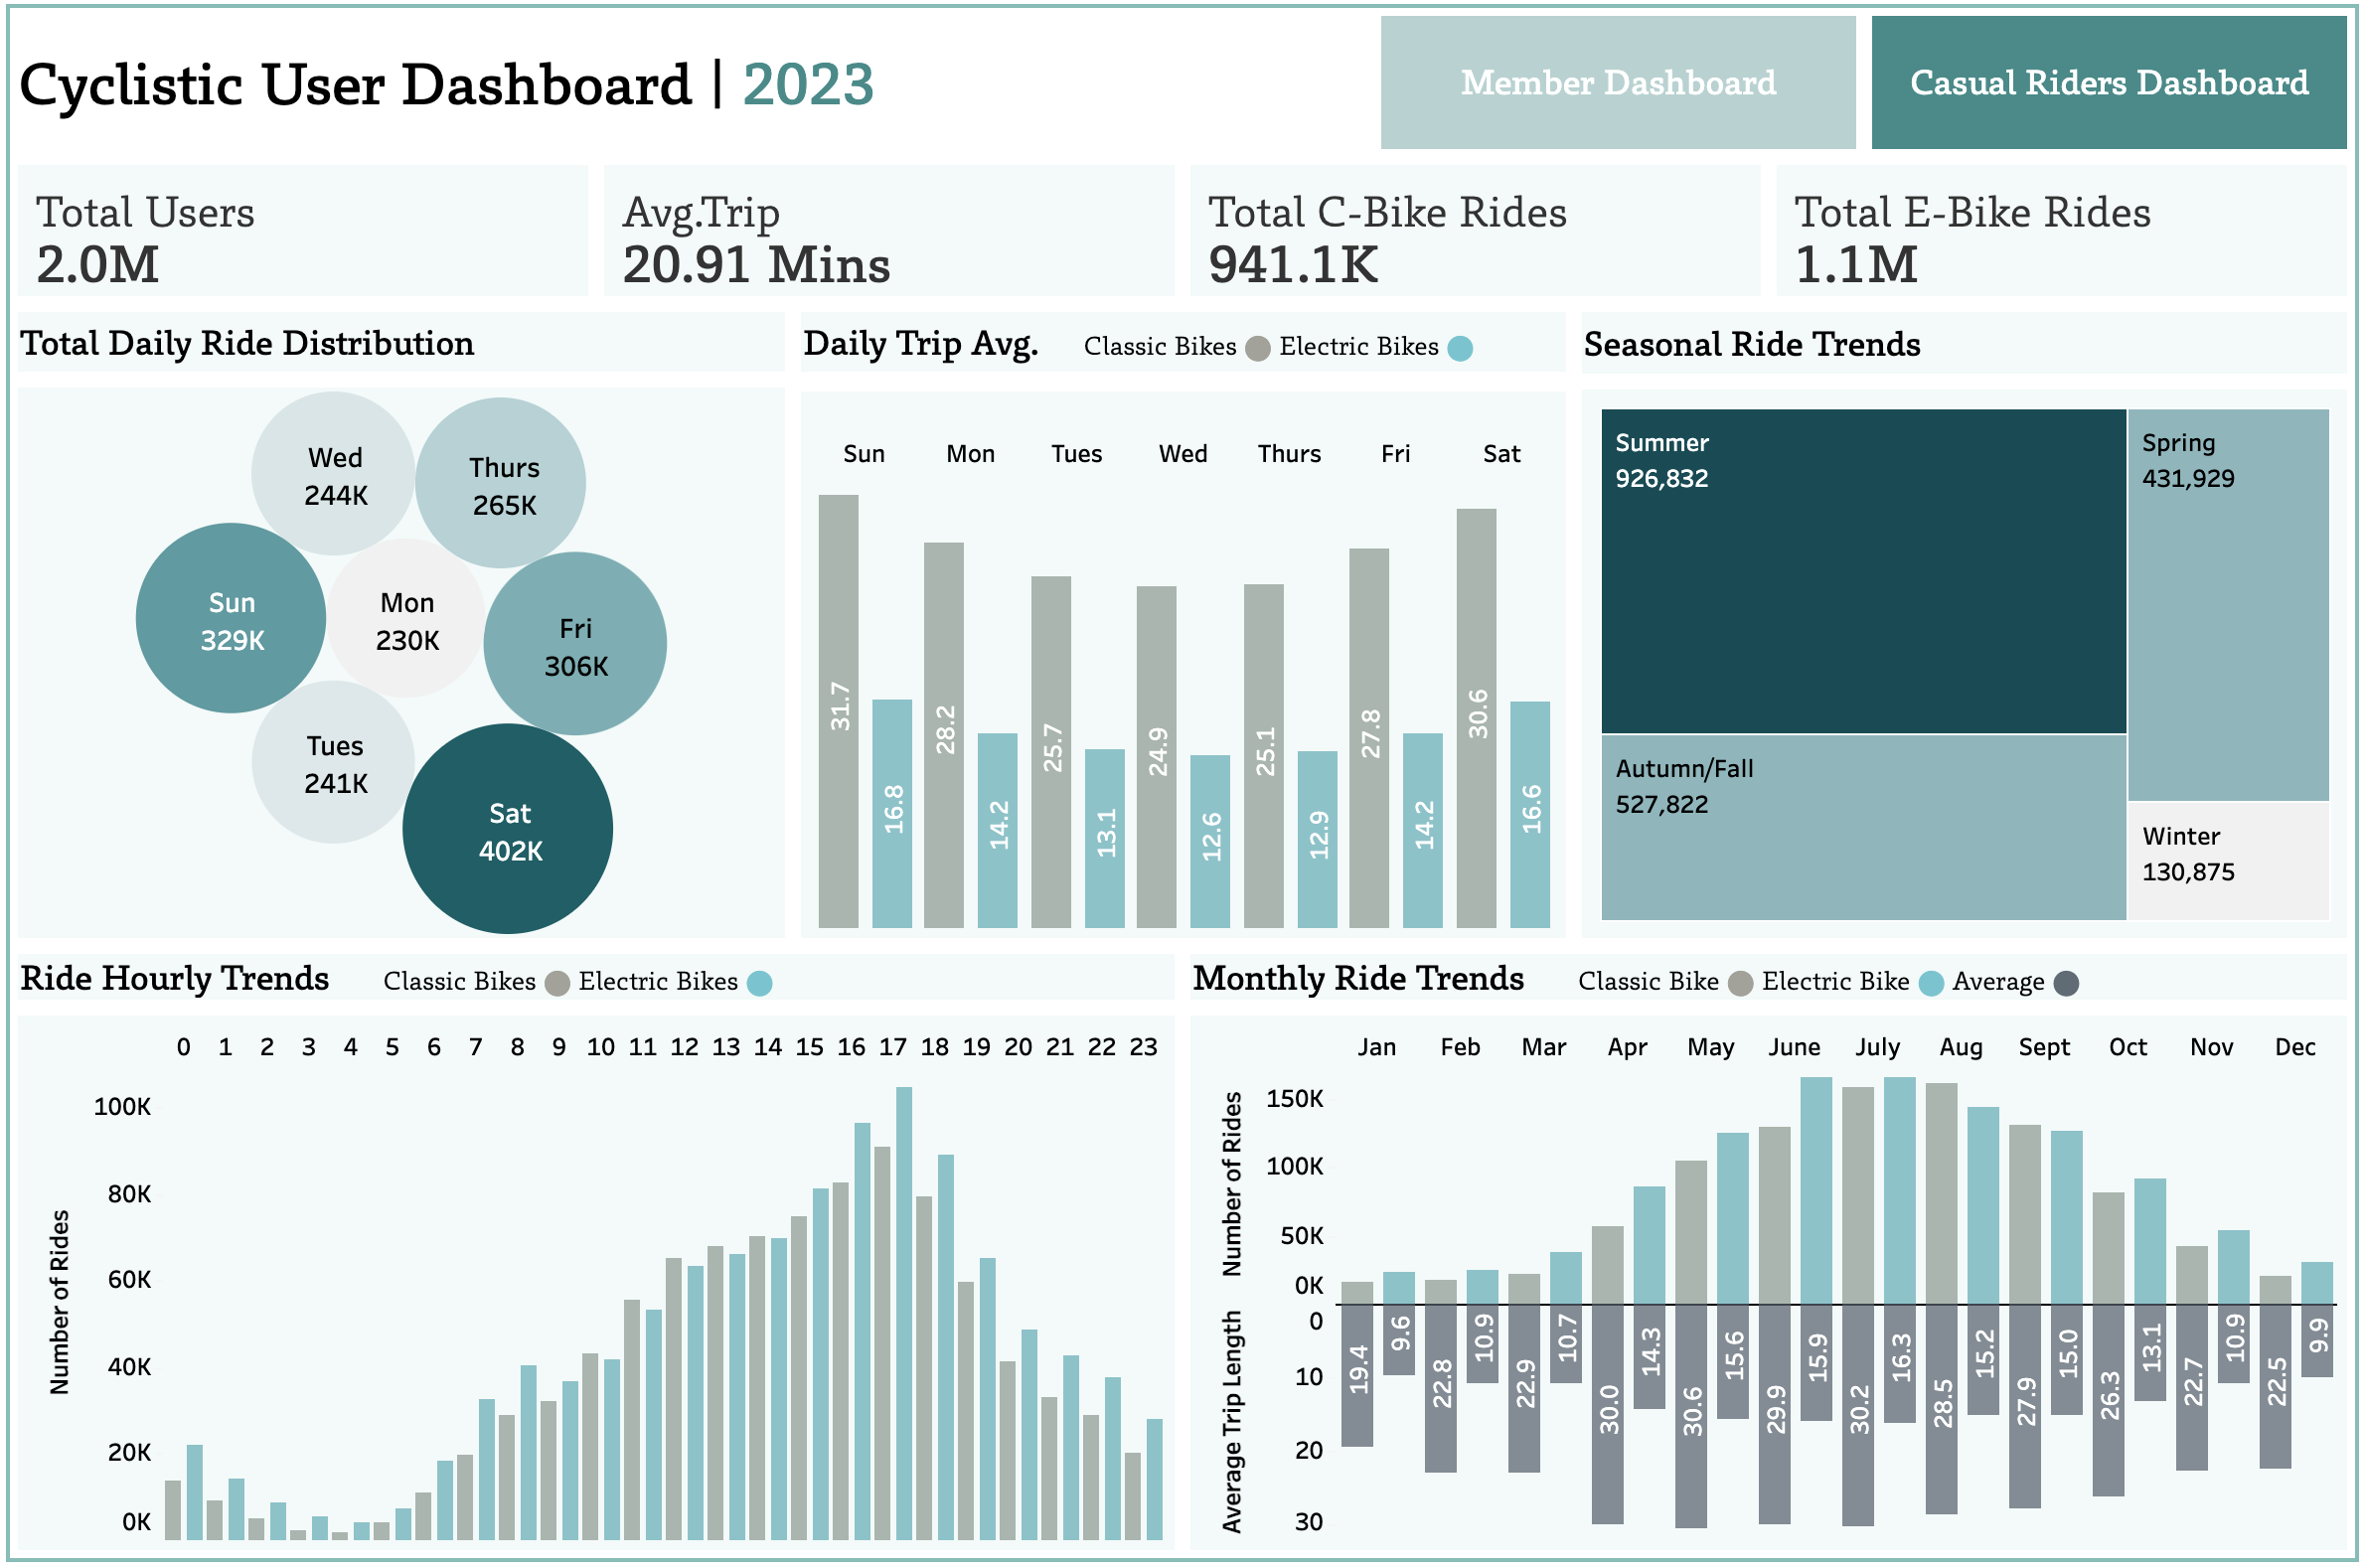 Cyclistic User Dashboard | 2023
Member Dashboard
Casual Riders Dashboard
Total Users
2.0M
Avg.Trip
20.91 Mins
Total C-Bike Rides
941.1K
Total E-Bike Rides
1.1M
Total Daily Ride Distribution
Wed
244K
Thurs
265K
Sun
329K
Mon
230K
Fri
306K
Tues
241K
Sat
402K
Daily Trip Avg. Classic Bikes Electric Bikes
Sun Mon Tues Wed Thurs Fri Sat
31.7 16.8 28.2 14.2 25.7 13.1 24.9 12.6 25.1 12.9 27.8 14.2 30.6 16.6
Seasonal Ride Trends
Summer
926,832
Spring
431,929
Autumn/Fall
527,822
Winter
130,875
Ride Hourly Trends Classic Bikes Electric Bikes
0 1 2 3 4 5 6 7 8 9 10 11 12 13 14 15 16 17 18 19 20 21 22 23
Number of Rides
100K
80K
60K
40K
20K
0K
Monthly Ride Trends Classic Bike Electric Bike Average
Jan Feb Mar Apr May June July Aug Sept Oct Nov Dec
Number of Rides
150K
100K
50K
0K
Average Trip Length
0
10
20
30
19.4 9.6 22.8 10.9 22.9 10.7 30.0 14.3 30.6 15.6 29.9 15.9 30.2 16.3 28.5 15.2 27.9 15.0 26.3 13.1 22.7 10.9 22.5 9.9